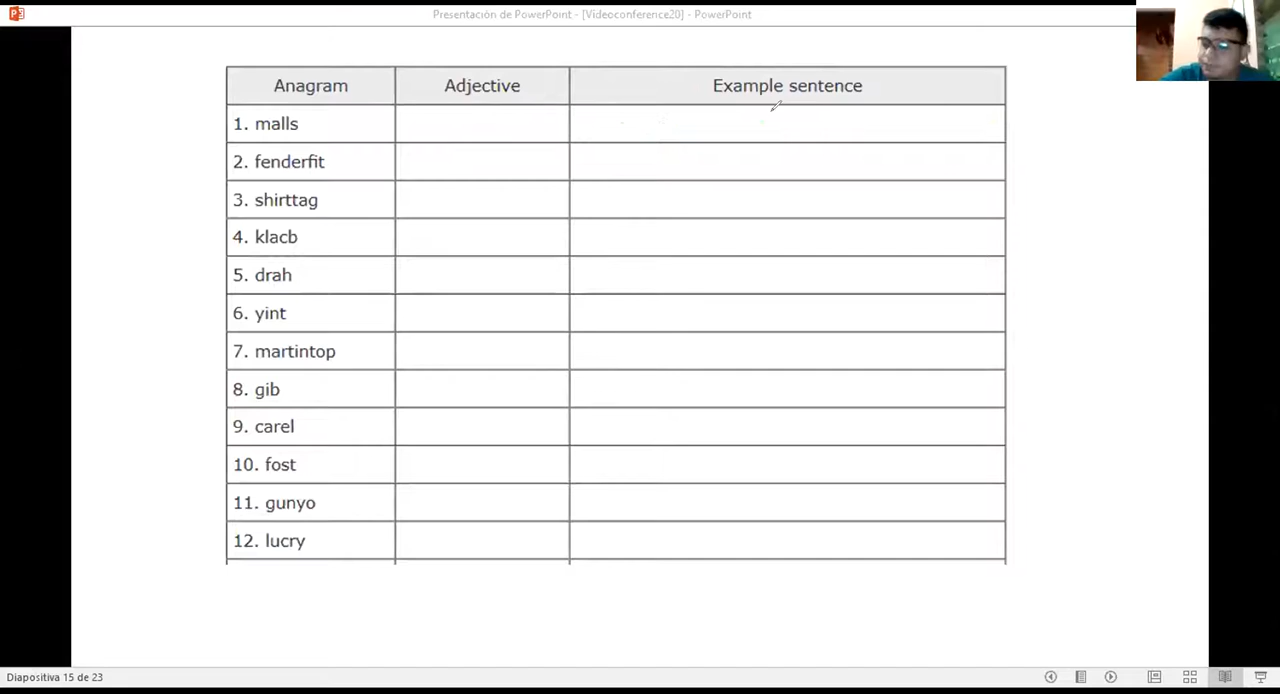 Presentación de PowerPoint - [Videoconference20] - PowerPoint
Anagram Adjective Example sentence
1. malls
2. fenderfit
3. shirttag
4. klacb
5. drah
6. yint
7. martintop
8. gib
9. carel
10. fost
11. gunyo
12. lucry
Diapositiva 15 de 23